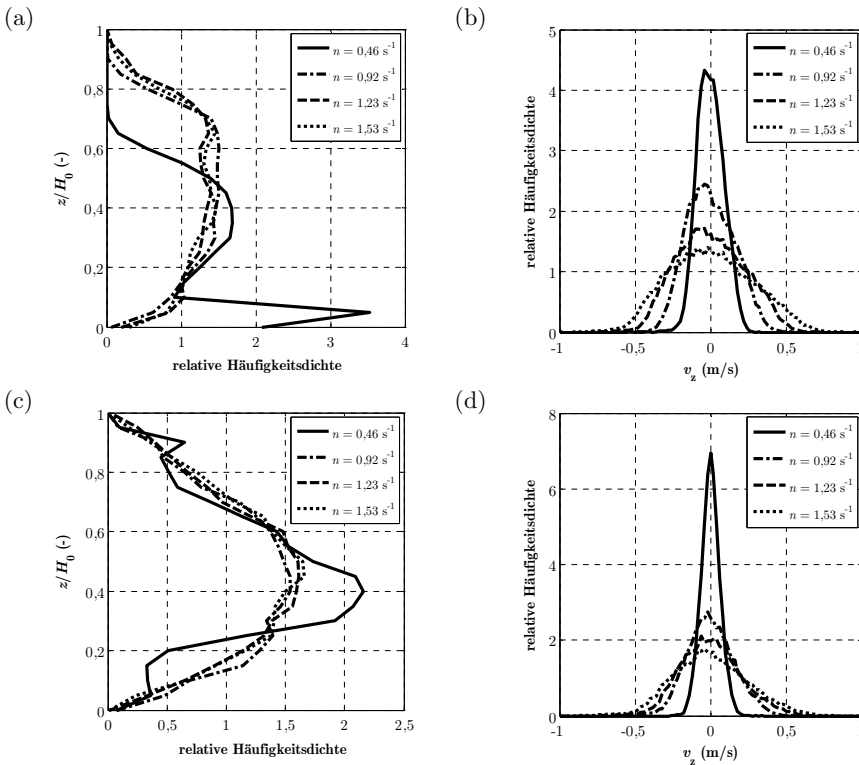 (a)
1
0,8
0,6
0,4
0,2
0
z/H₀ (-)
0
1
2
3
4
relative Häufigkeitsdichte
n = 0,46 s⁻¹
n = 0,92 s⁻¹
n = 1,23 s⁻¹
n = 1,53 s⁻¹
(b)
5
4
3
2
1
0
relative Häufigkeitsdichte
-1
-0,5
0
0,5
v_z (m/s)
n = 0,46 s⁻¹
n = 0,92 s⁻¹
n = 1,23 s⁻¹
n = 1,53 s⁻¹
(c)
1
0,8
0,6
0,4
0,2
0
z/H₀ (-)
0
0,5
1
1,5
2
2,5
relative Häufigkeitsdichte
n = 0,46 s⁻¹
n = 0,92 s⁻¹
n = 1,23 s⁻¹
n = 1,53 s⁻¹
(d)
8
6
4
2
0
relative Häufigkeitsdichte
-1
-0,5
0
0,5
v_z (m/s)
n = 0,46 s⁻¹
n = 0,92 s⁻¹
n = 1,23 s⁻¹
n = 1,53 s⁻¹